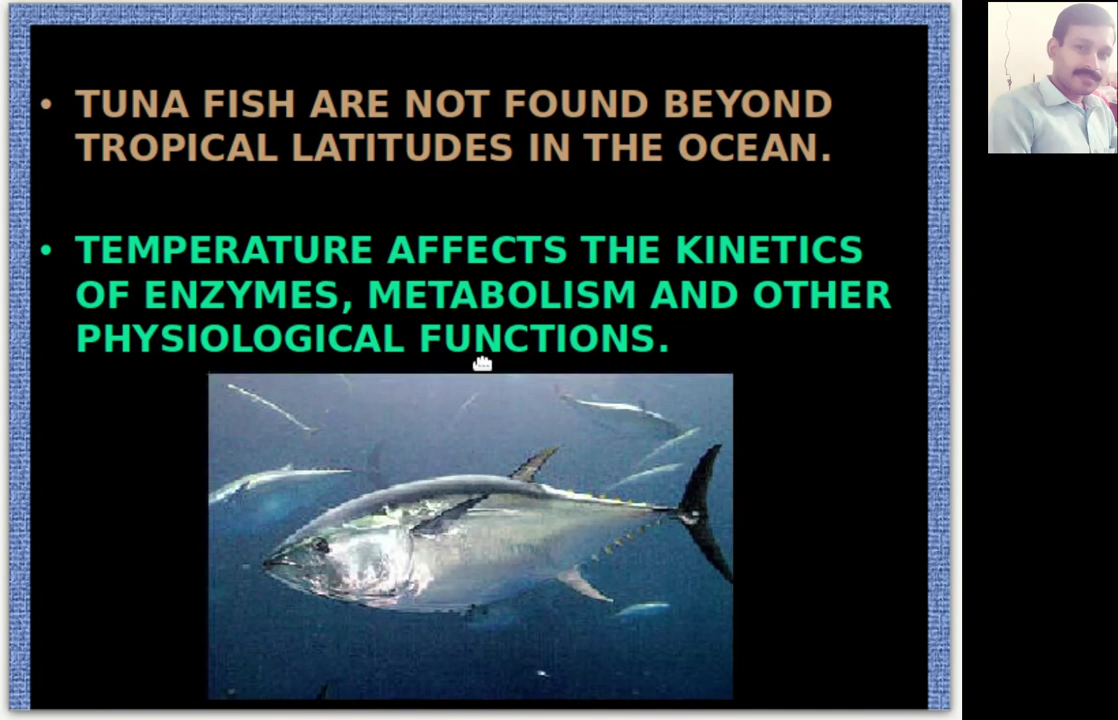 • TUNA FISH ARE NOT FOUND BEYOND
TROPICAL LATITUDES IN THE OCEAN.
• TEMPERATURE AFFECTS THE KINETICS
OF ENZYMES, METABOLISM AND OTHER
PHYSIOLOGICAL FUNCTIONS.